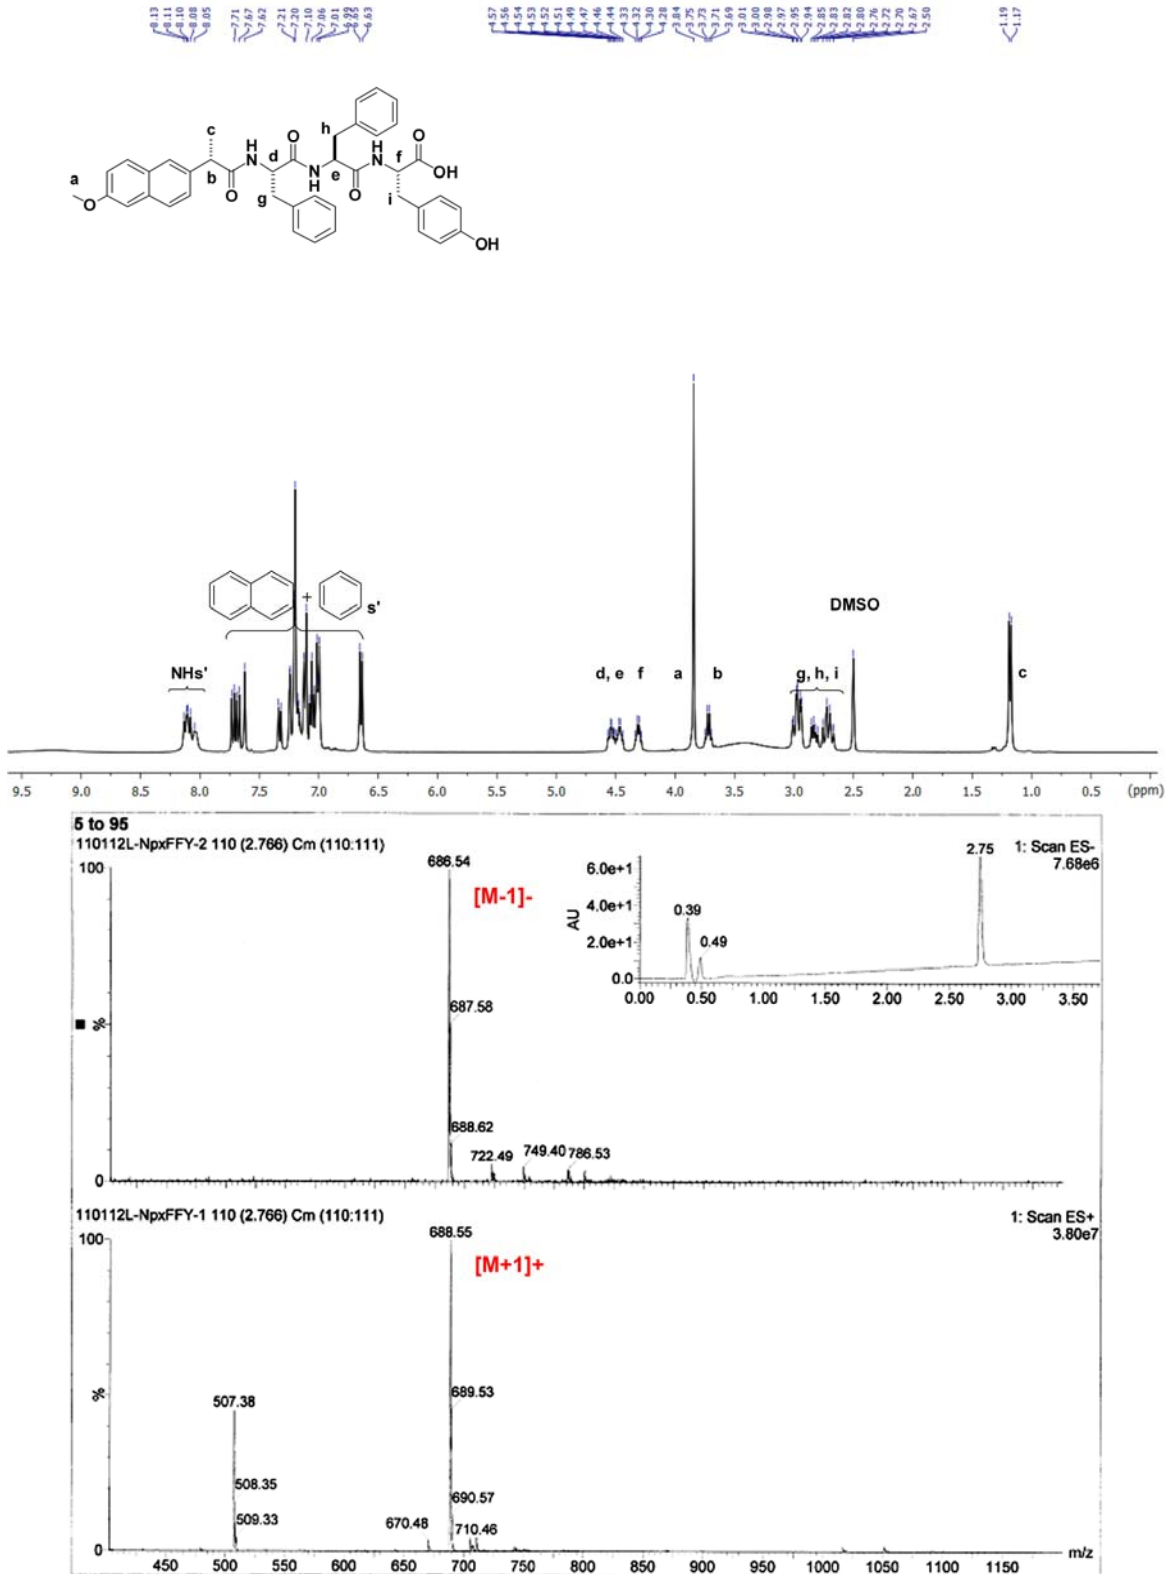 8.13 8.11 8.10 8.08 8.05 7.71 7.67 7.62 7.21 7.20 7.10 7.06 7.01 6.99 6.65 6.63 4.57 4.56 4.54 4.53 4.52 4.51 4.49 4.47 4.46 4.44 4.33 4.32 4.30 4.28 3.84 3.75 3.73 3.71 3.69 3.01 3.00 2.98 2.97 2.95 2.94 2.85 2.83 2.82 2.80 2.76 2.72 2.70 2.67 2.50 1.19 1.17
c H N d O h H N f O OH
a O b O g N H e O i OH
+ s'
DMSO
NHs' d, e f a b g, h, i c
9.5 9.0 8.5 8.0 7.5 7.0 6.5 6.0 5.5 5.0 4.5 4.0 3.5 3.0 2.5 2.0 1.5 1.0 0.5 (ppm)
5 to 95
110112L-NpxFFY-2 110 (2.766) Cm (110:111)
1: Scan ES-
7.68e6
100
%
0
686.54
[M-1]-
687.58
688.62
722.49
749.40
786.53
AU
6.0e+1
4.0e+1
2.0e+1
0.0
0.39
0.49
2.75
0.00 0.50 1.00 1.50 2.00 2.50 3.00 3.50
110112L-NpxFFY-1 110 (2.766) Cm (110:111)
1: Scan ES+
3.80e7
100
%
0
688.55
[M+1]+
689.53
507.38
508.35
509.33
690.57
670.48
710.46
450 500 550 600 650 700 750 800 850 900 950 1000 1050 1100 1150 m/z